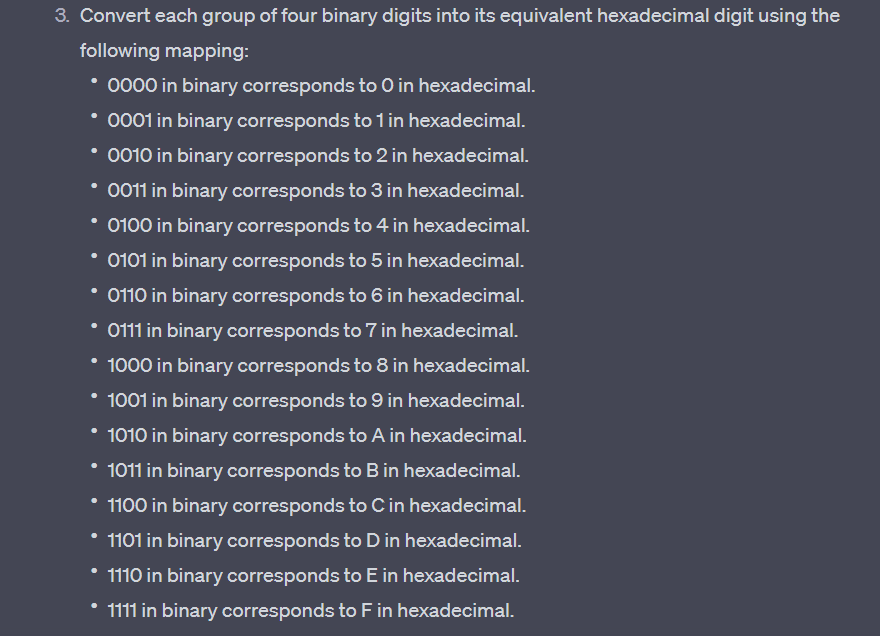 3. Convert each group of four binary digits into its equivalent hexadecimal digit using the
following mapping:
• 0000 in binary corresponds to 0 in hexadecimal.
• 0001 in binary corresponds to 1 in hexadecimal.
• 0010 in binary corresponds to 2 in hexadecimal.
• 0011 in binary corresponds to 3 in hexadecimal.
• 0100 in binary corresponds to 4 in hexadecimal.
• 0101 in binary corresponds to 5 in hexadecimal.
• 0110 in binary corresponds to 6 in hexadecimal.
• 0111 in binary corresponds to 7 in hexadecimal.
• 1000 in binary corresponds to 8 in hexadecimal.
• 1001 in binary corresponds to 9 in hexadecimal.
• 1010 in binary corresponds to A in hexadecimal.
• 1011 in binary corresponds to B in hexadecimal.
• 1100 in binary corresponds to C in hexadecimal.
• 1101 in binary corresponds to D in hexadecimal.
• 1110 in binary corresponds to E in hexadecimal.
• 1111 in binary corresponds to F in hexadecimal.